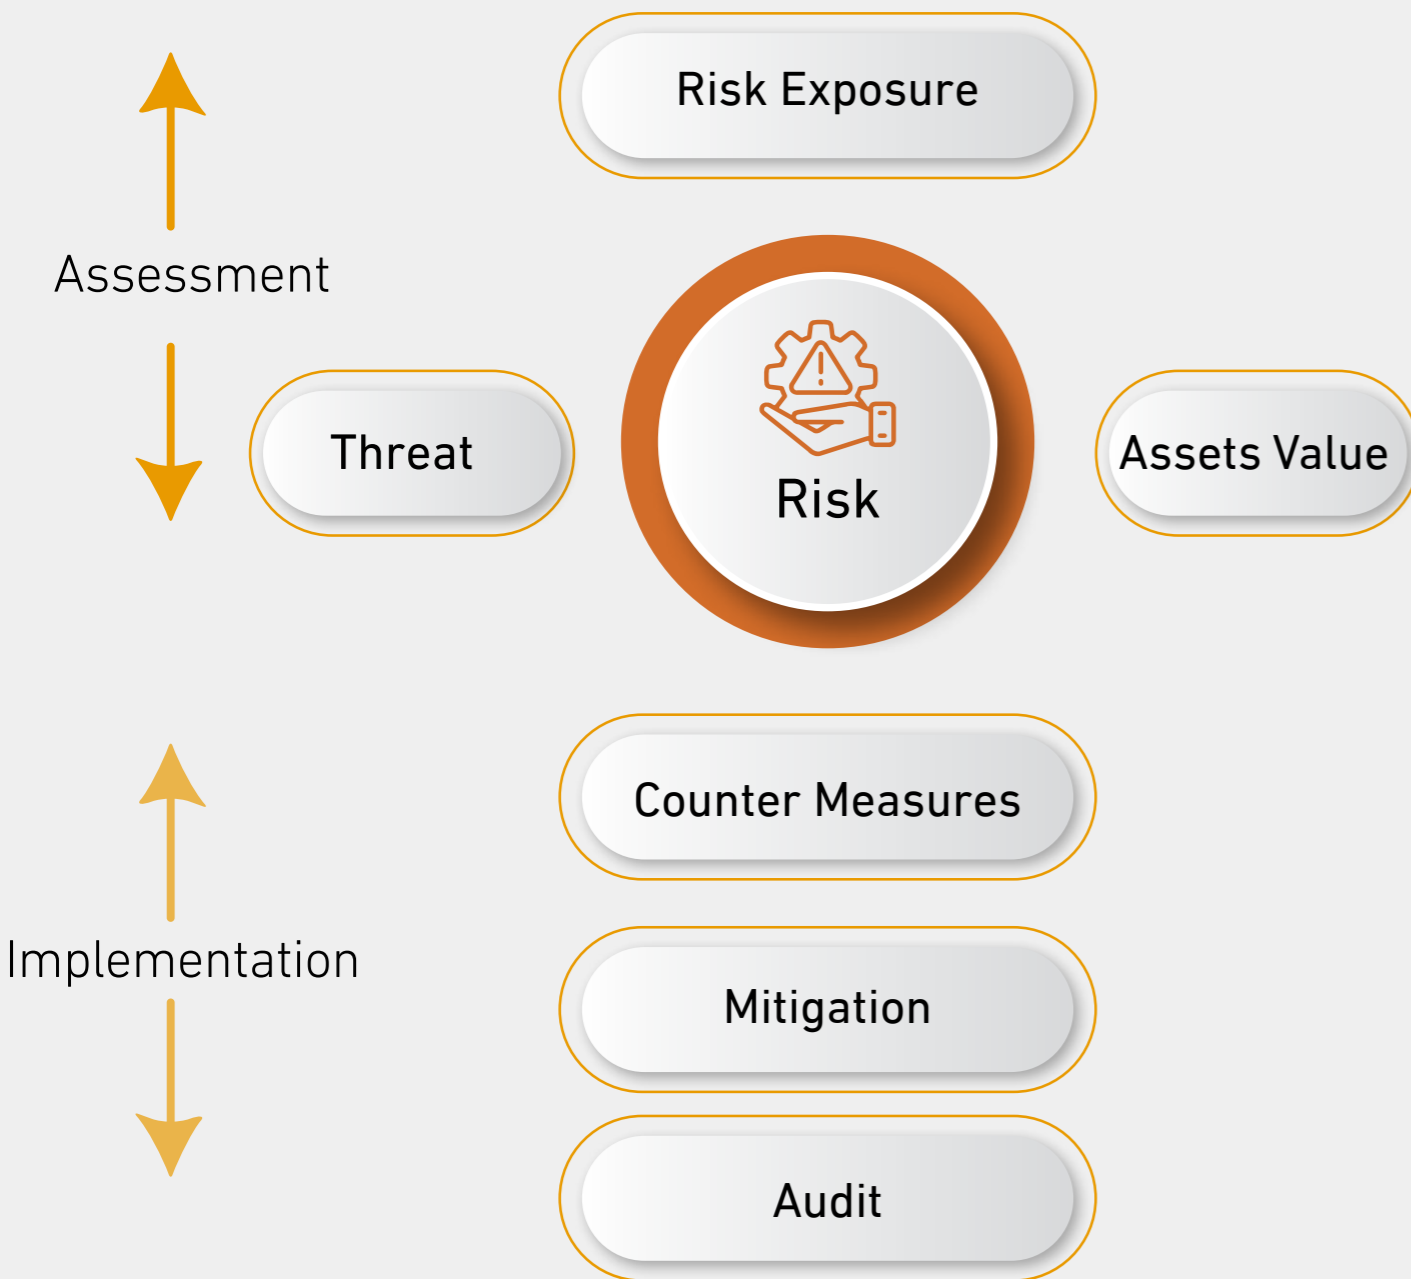 Risk Exposure
Assessment
Threat
Risk
Assets Value
Counter Measures
Implementation
Mitigation
Audit